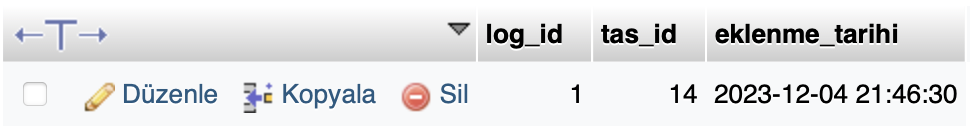 ←T→ log_id tas_id eklenme_tarihi
Düzenle Kopyala Sil 1 14 2023-12-04 21:46:30